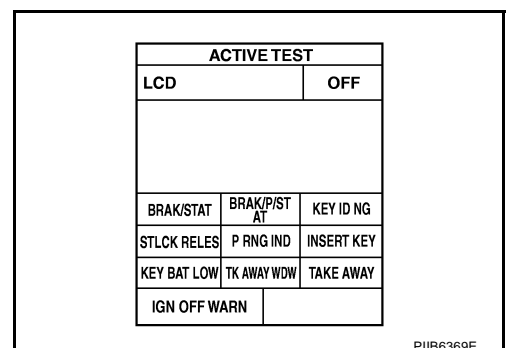 ACTIVE TEST
LCD OFF
BRAK/STAT BRAK/P/ST AT KEY ID NG
STLCK RELES P RNG IND INSERT KEY
KEY BAT LOW TK AWAY WDW TAKE AWAY
IGN OFF WARN
PIIB6369E